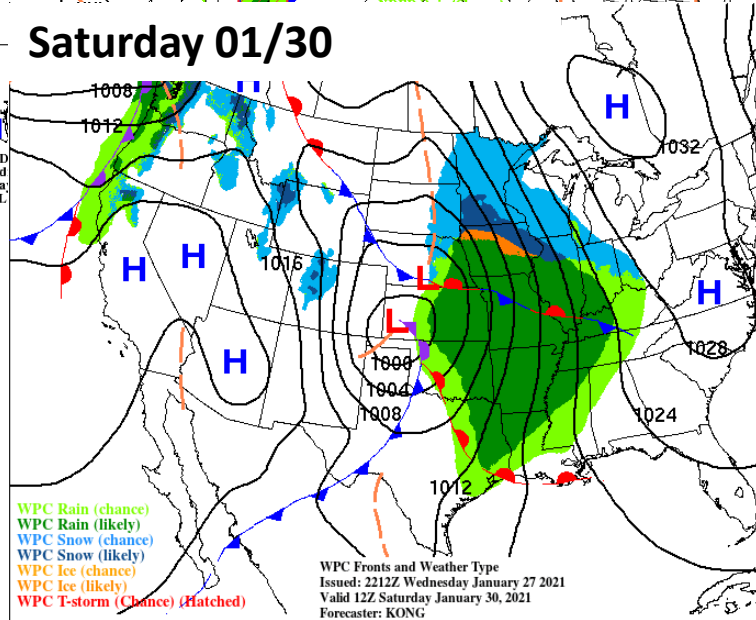 Saturday 01/30
1008
H
1012
H
1032
D
a
L
H
H
1016
L
H
L
1028
1000
H
1004
1008
1024
1012
WPC Rain (chance)
WPC Rain (likely)
WPC Snow (chance)
WPC Snow (likely)
WPC Ice (chance)
WPC Ice (likely)
WPC T-storm (Chance) (Hatched)
WPC Fronts and Weather Type
Issued: 2212Z Wednesday January 27 2021
Valid 12Z Saturday January 30, 2021
Forecaster: KONG